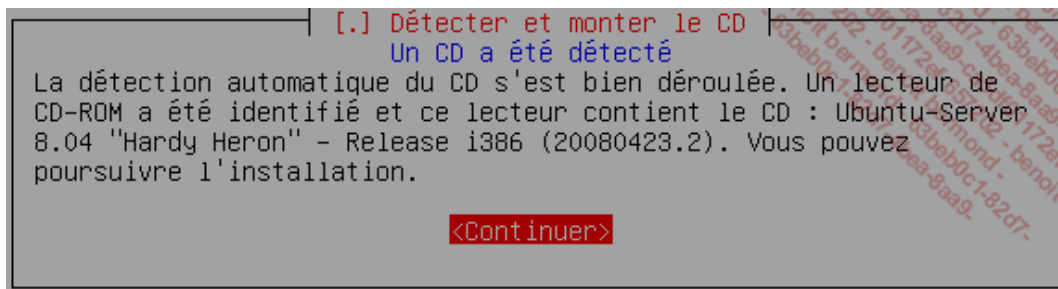 [.] Détecter et monter le CD
Un CD a été détecté
La détection automatique du CD s'est bien déroulée. Un lecteur de
CD-ROM a été identifié et ce lecteur contient le CD : Ubuntu-Server
8.04 "Hardy Heron" – Release i386 (20080423.2). Vous pouvez
poursuivre l'installation.
<Continuer>